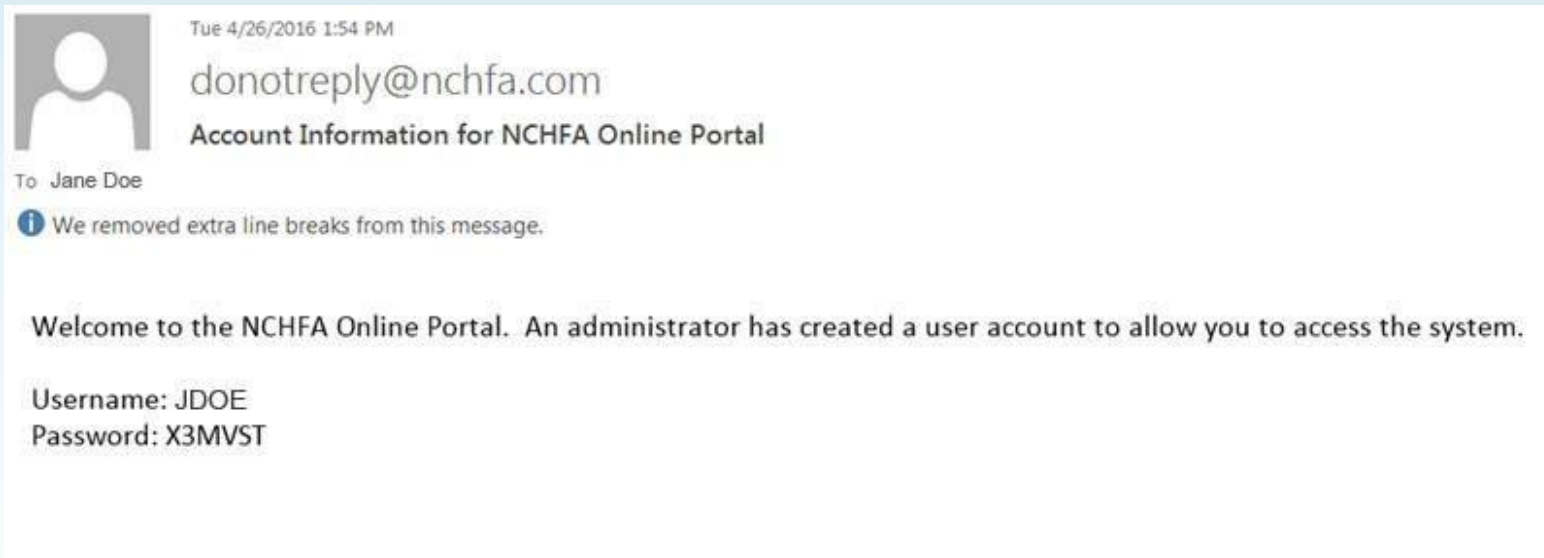 Tue 4/26/2016 1:54 PM
donotreply@nchfa.com
Account Information for NCHFA Online Portal
To Jane Doe
We removed extra line breaks from this message.
Welcome to the NCHFA Online Portal.  An administrator has created a user account to allow you to access the system.
Username: JDOE
Password: X3MVST